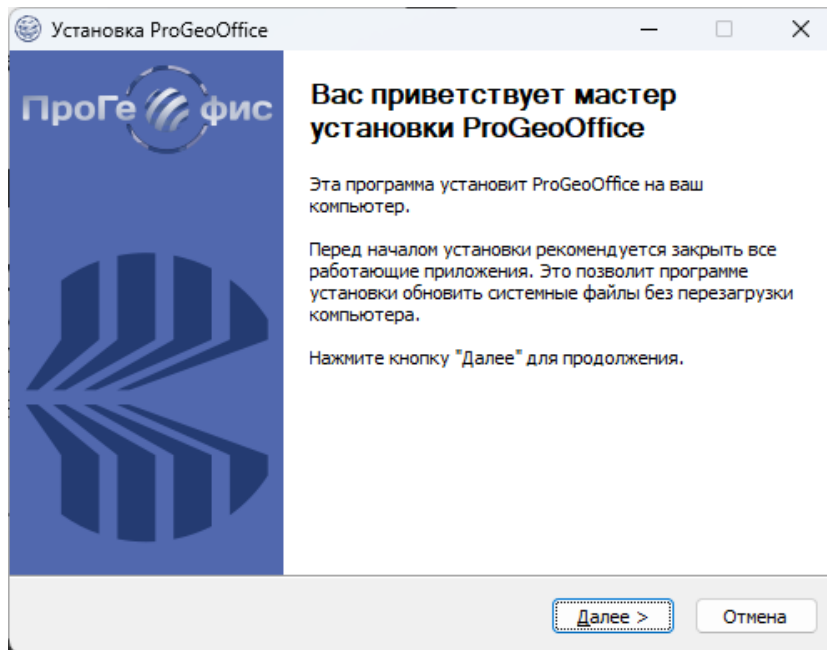 Установка ProGeoOffice
ПроГеОфис
Вас приветствует мастер
установки ProGeoOffice
Эта программа установит ProGeoOffice на ваш
компьютер.
Перед началом установки рекомендуется закрыть все
работающие приложения. Это позволит программе
установки обновить системные файлы без перезагрузки
компьютера.
Нажмите кнопку "Далее" для продолжения.
Далее >
Отмена